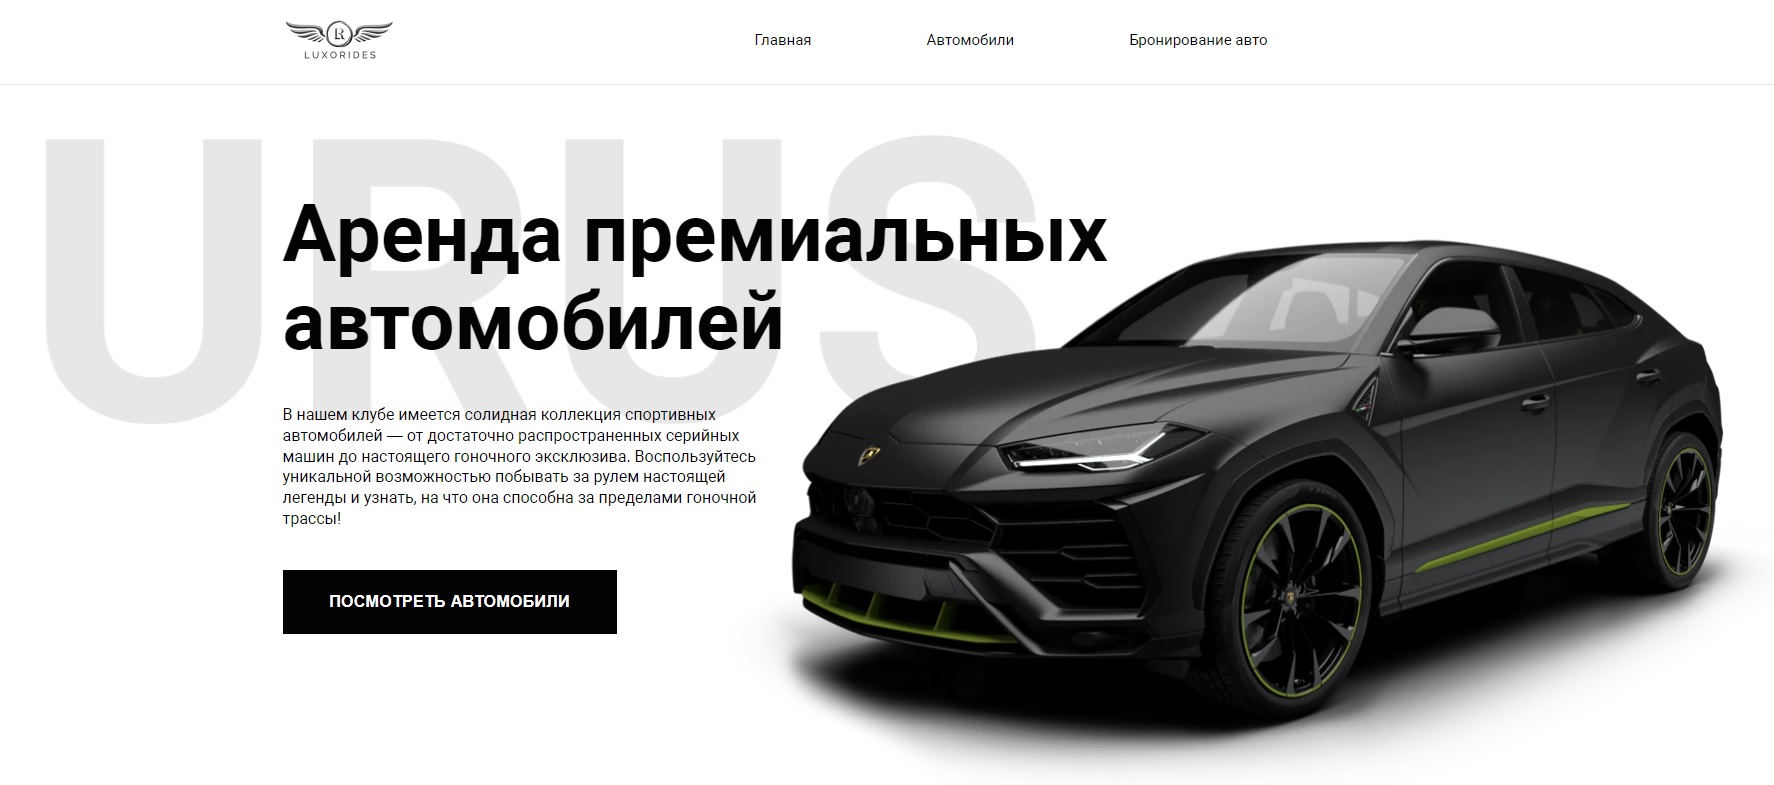 LR
LUXORIDES
Главная
Автомобили
Бронирование авто
URUS
Аренда премиальных
автомобилей
В нашем клубе имеется солидная коллекция спортивных
автомобилей — от достаточно распространенных серийных
машин до настоящего гоночного эксклюзива. Воспользуйтесь
уникальной возможностью побывать за рулем настоящей
легенды и узнать, на что она способна за пределами гоночной
трассы!
ПОСМОТРЕТЬ АВТОМОБИЛИ